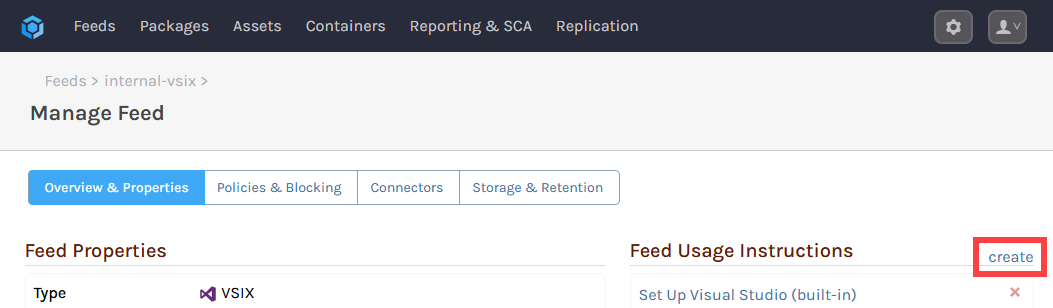 Feeds Packages Assets Containers Reporting & SCA Replication
Feeds > internal-vsix >
Manage Feed
Overview & Properties Policies & Blocking Connectors Storage & Retention
Feed Properties
Feed Usage Instructions
create
Type VSIX
Set Up Visual Studio (built-in)